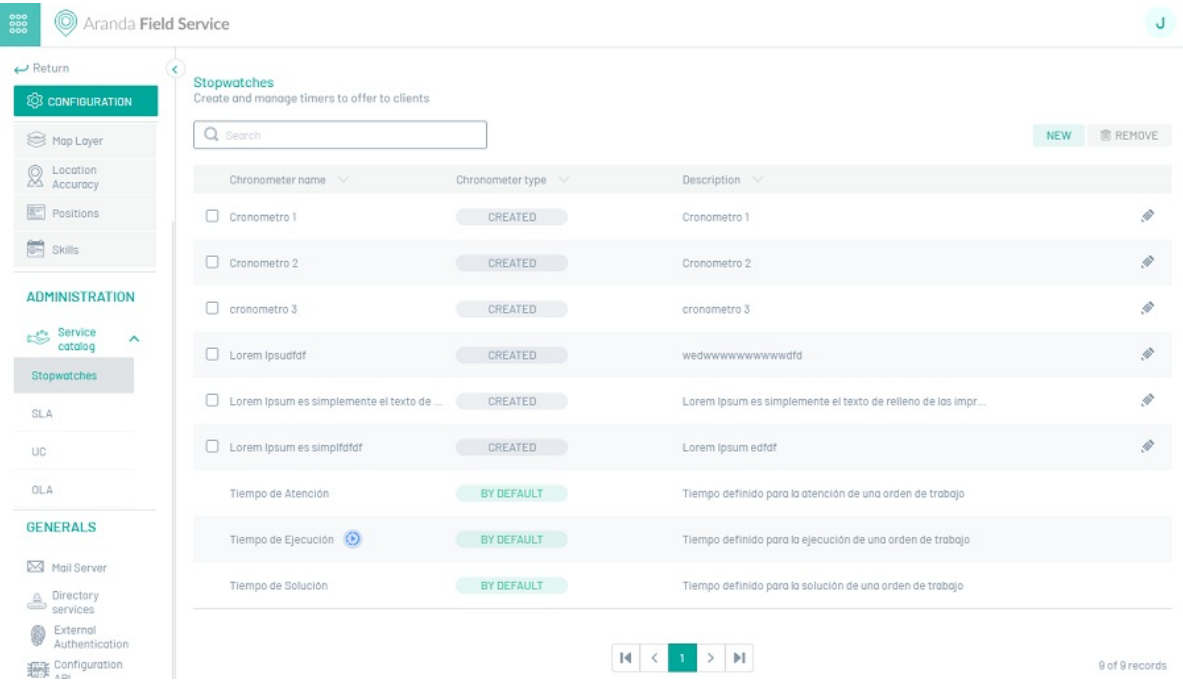 Aranda Field Service
J
Return
CONFIGURATION
Map Layer
Location
Accuracy
Positions
Skills
ADMINISTRATION
Service
catalog
Stopwatches
SLA
UC
OLA
GENERALS
Mail Server
Directory
services
External
Authentication
Configuration
API
Stopwatches
Create and manage timers to offer to clients
Search
NEW
REMOVE
Chronometer name Chronometer type Description
Cronometro 1 CREATED Cronometro 1
Cronometro 2 CREATED Cronometro 2
cronometro 3 CREATED cronometro 3
Lorem Ipsudfdf CREATED wedwwwwwwwwwwdfd
Lorem Ipsum es simplemente el texto de ... CREATED Lorem Ipsum es simplemente el texto de relleno de las impr...
Lorem Ipsum es simplfdfdf CREATED Lorem Ipsum edfdf
Tiempo de Atención BY DEFAULT Tiempo definido para la atención de una orden de trabajo
Tiempo de Ejecución BY DEFAULT Tiempo definido para la ejecución de una orden de trabajo
Tiempo de Solución BY DEFAULT Tiempo definido para la solución de una orden de trabajo
1
9 of 9 records